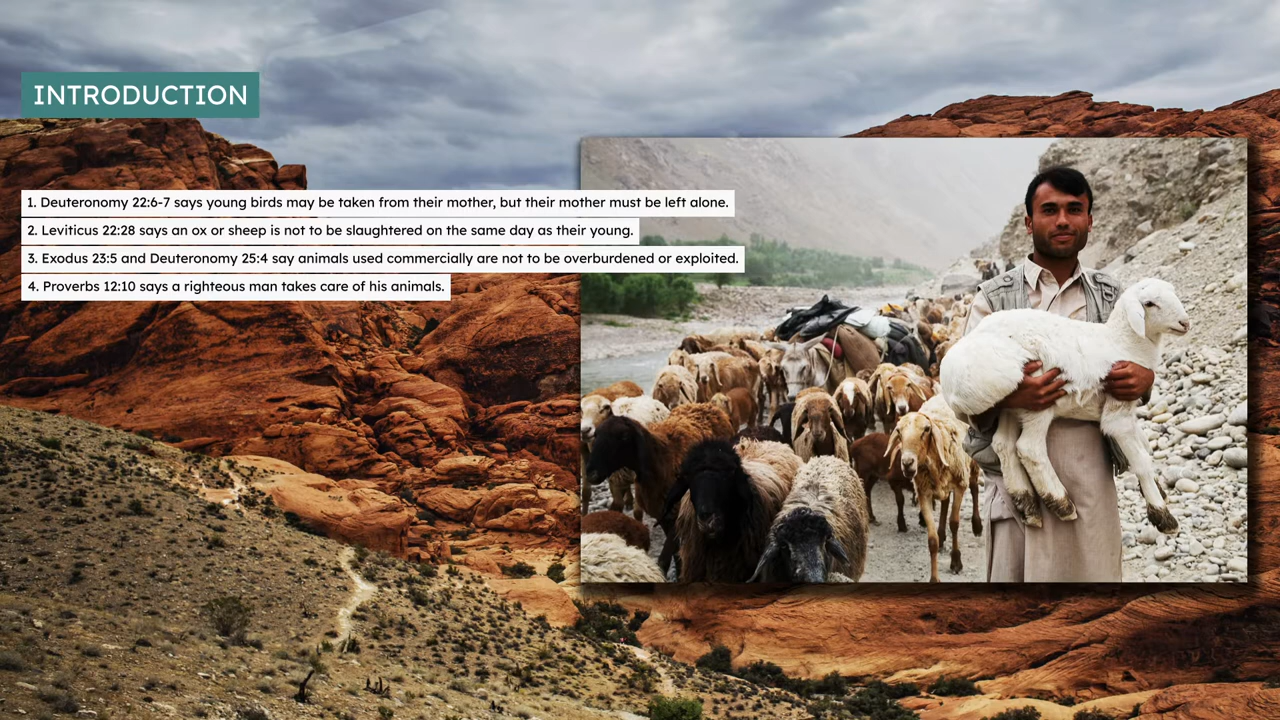 INTRODUCTION
1. Deuteronomy 22:6-7 says young birds may be taken from their mother, but their mother must be left alone.
2. Leviticus 22:28 says an ox or sheep is not to be slaughtered on the same day as their young.
3. Exodus 23:5 and Deuteronomy 25:4 say animals used commercially are not to be overburdened or exploited.
4. Proverbs 12:10 says a righteous man takes care of his animals.